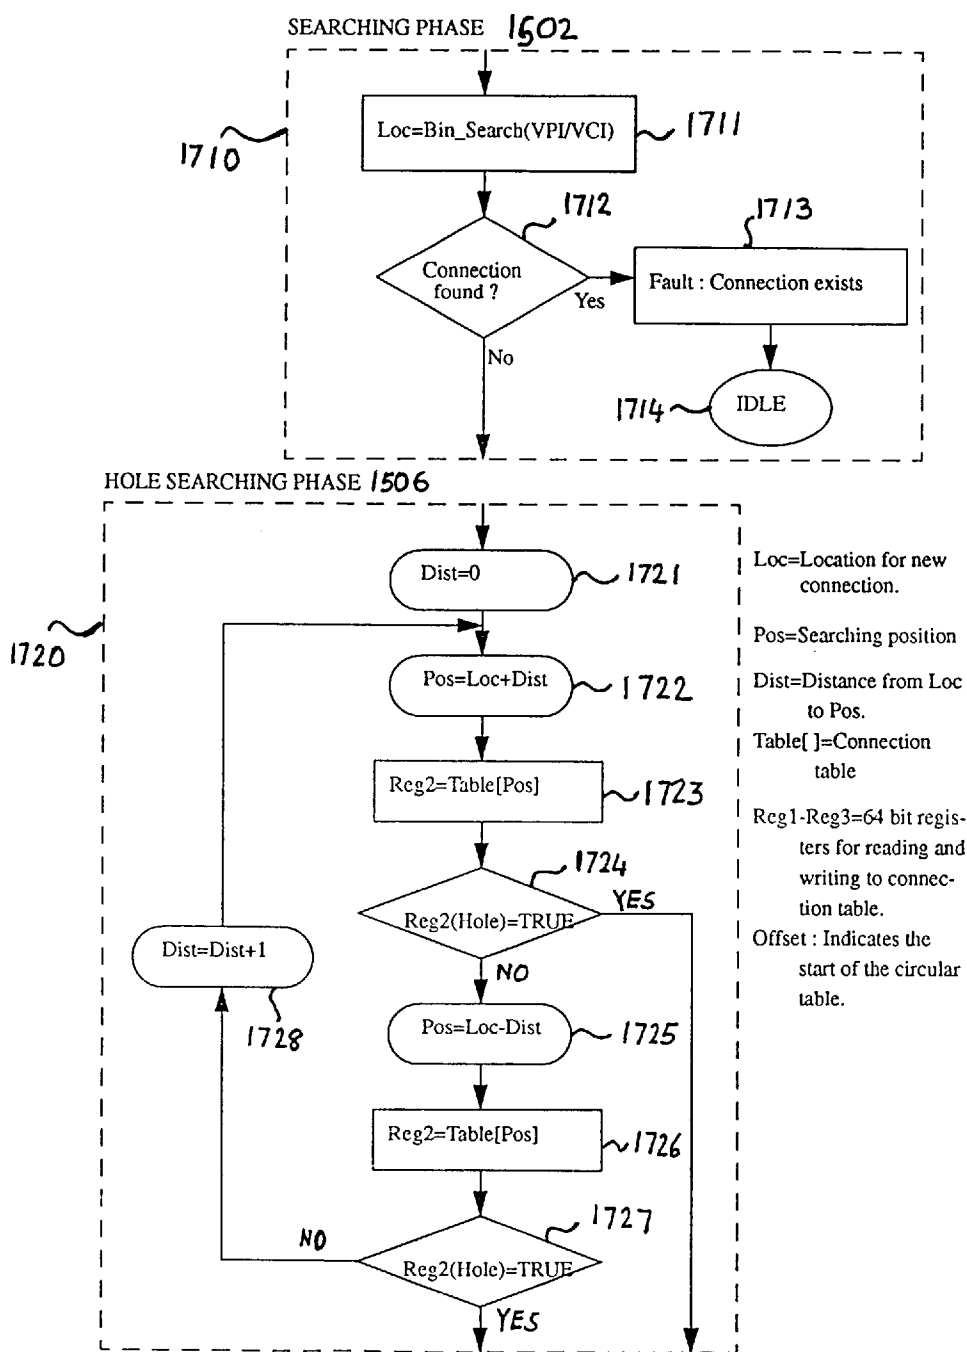 SEARCHING PHASE 1502
Loc=Bin_Search(VPI/VCI)
1711
1710
1712
1713
Connection
found ?
Yes
Fault : Connection exists
No
1714
IDLE
HOLE SEARCHING PHASE 1506
Dist=0
1721
1720
Pos=Loc+Dist
1722
Reg2=Table[Pos]
1723
1724
Reg2(Hole)=TRUE
YES
NO
Dist=Dist+1
1728
Pos=Loc-Dist
1725
Reg2=Table[Pos]
1726
1727
NO
Reg2(Hole)=TRUE
YES
Loc=Location for new
connection.
Pos=Searching position
Dist=Distance from Loc
to Pos.
Table[ ]=Connection
table
Reg1-Reg3=64 bit regis-
ters for reading and
writing to connec-
tion table.
Offset : Indicates the
start of the circular
table.